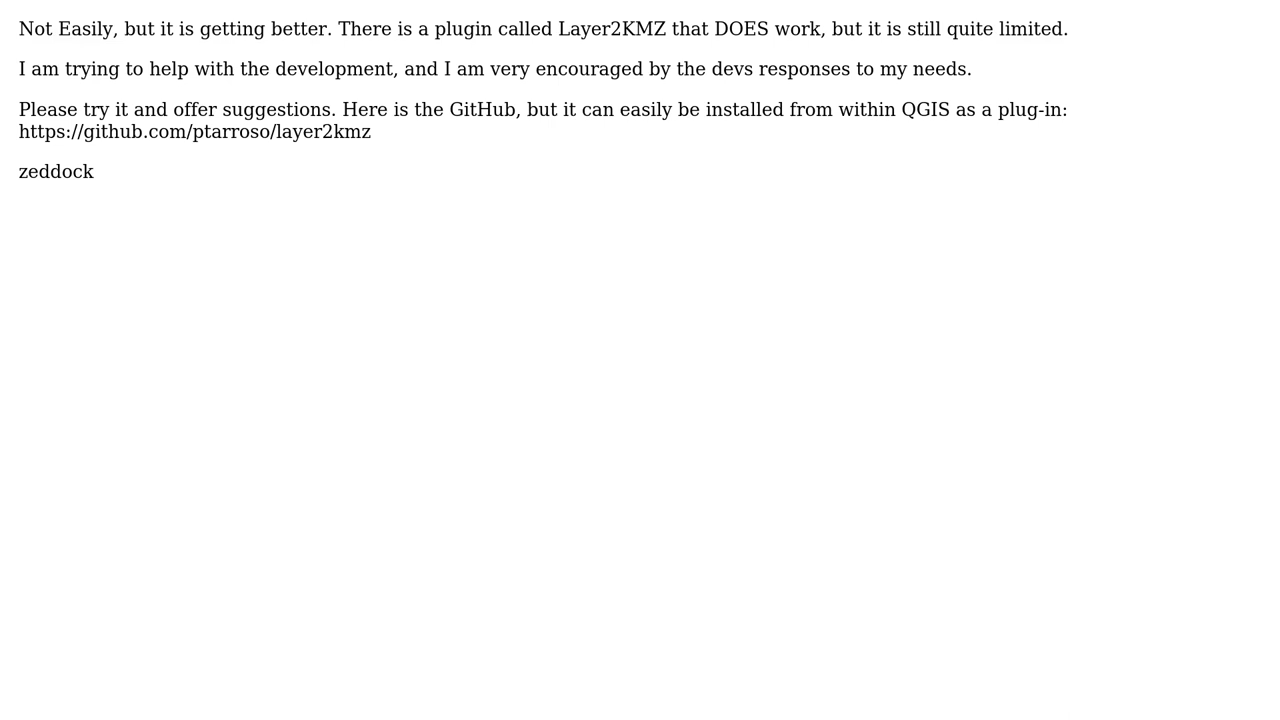 Not Easily, but it is getting better. There is a plugin called Layer2KMZ that DOES work, but it is still quite limited.
I am trying to help with the development, and I am very encouraged by the devs responses to my needs.
Please try it and offer suggestions. Here is the GitHub, but it can easily be installed from within QGIS as a plug-in:
https://github.com/ptarroso/layer2kmz
zeddock